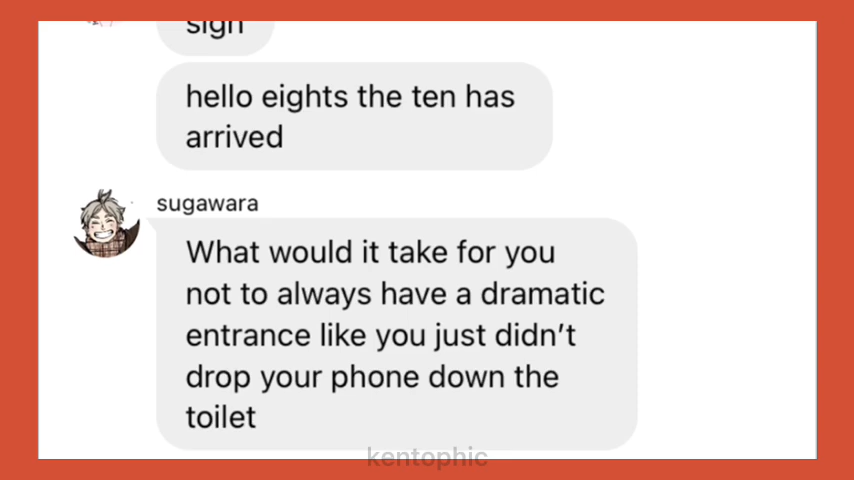 sigh
hello eights the ten has
arrived
sugawara
What would it take for you
not to always have a dramatic
entrance like you just didn't
drop your phone down the
toilet
kentophic